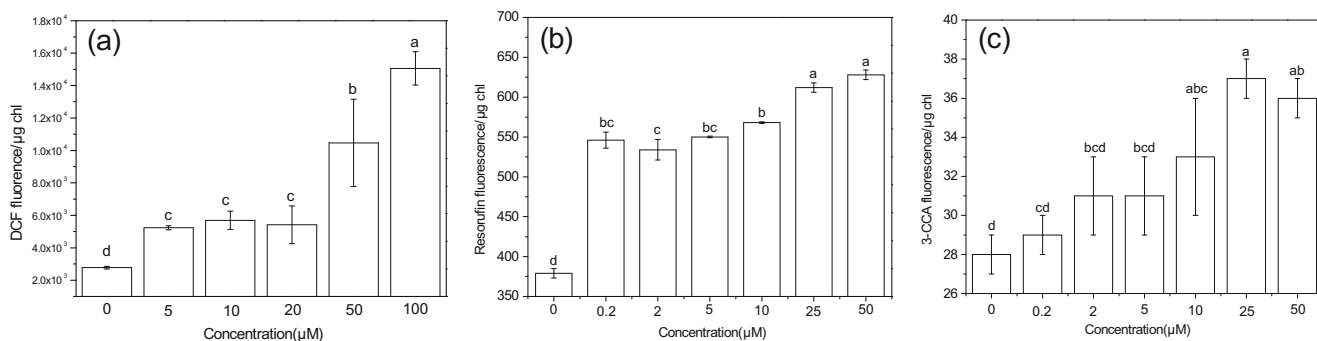 (a)
DCF fluorence/µg chl
1.8x10⁴
1.6x10⁴
1.4x10⁴
1.2x10⁴
1.0x10⁴
8.0x10³
6.0x10³
4.0x10³
2.0x10³
d c c c b a
0 5 10 20 50 100
Concentration(µM)
(b)
Resorufin fluorescence/µg chl
700
650
600
550
500
450
400
350
d bc c bc b a a
0 0.2 2 5 10 25 50
Concentration(µM)
(c)
3-CCA fluorescence/µg chl
40
38
36
34
32
30
28
26
d cd bcd bcd abc a ab
0 0.2 2 5 10 25 50
Concentration(µM)